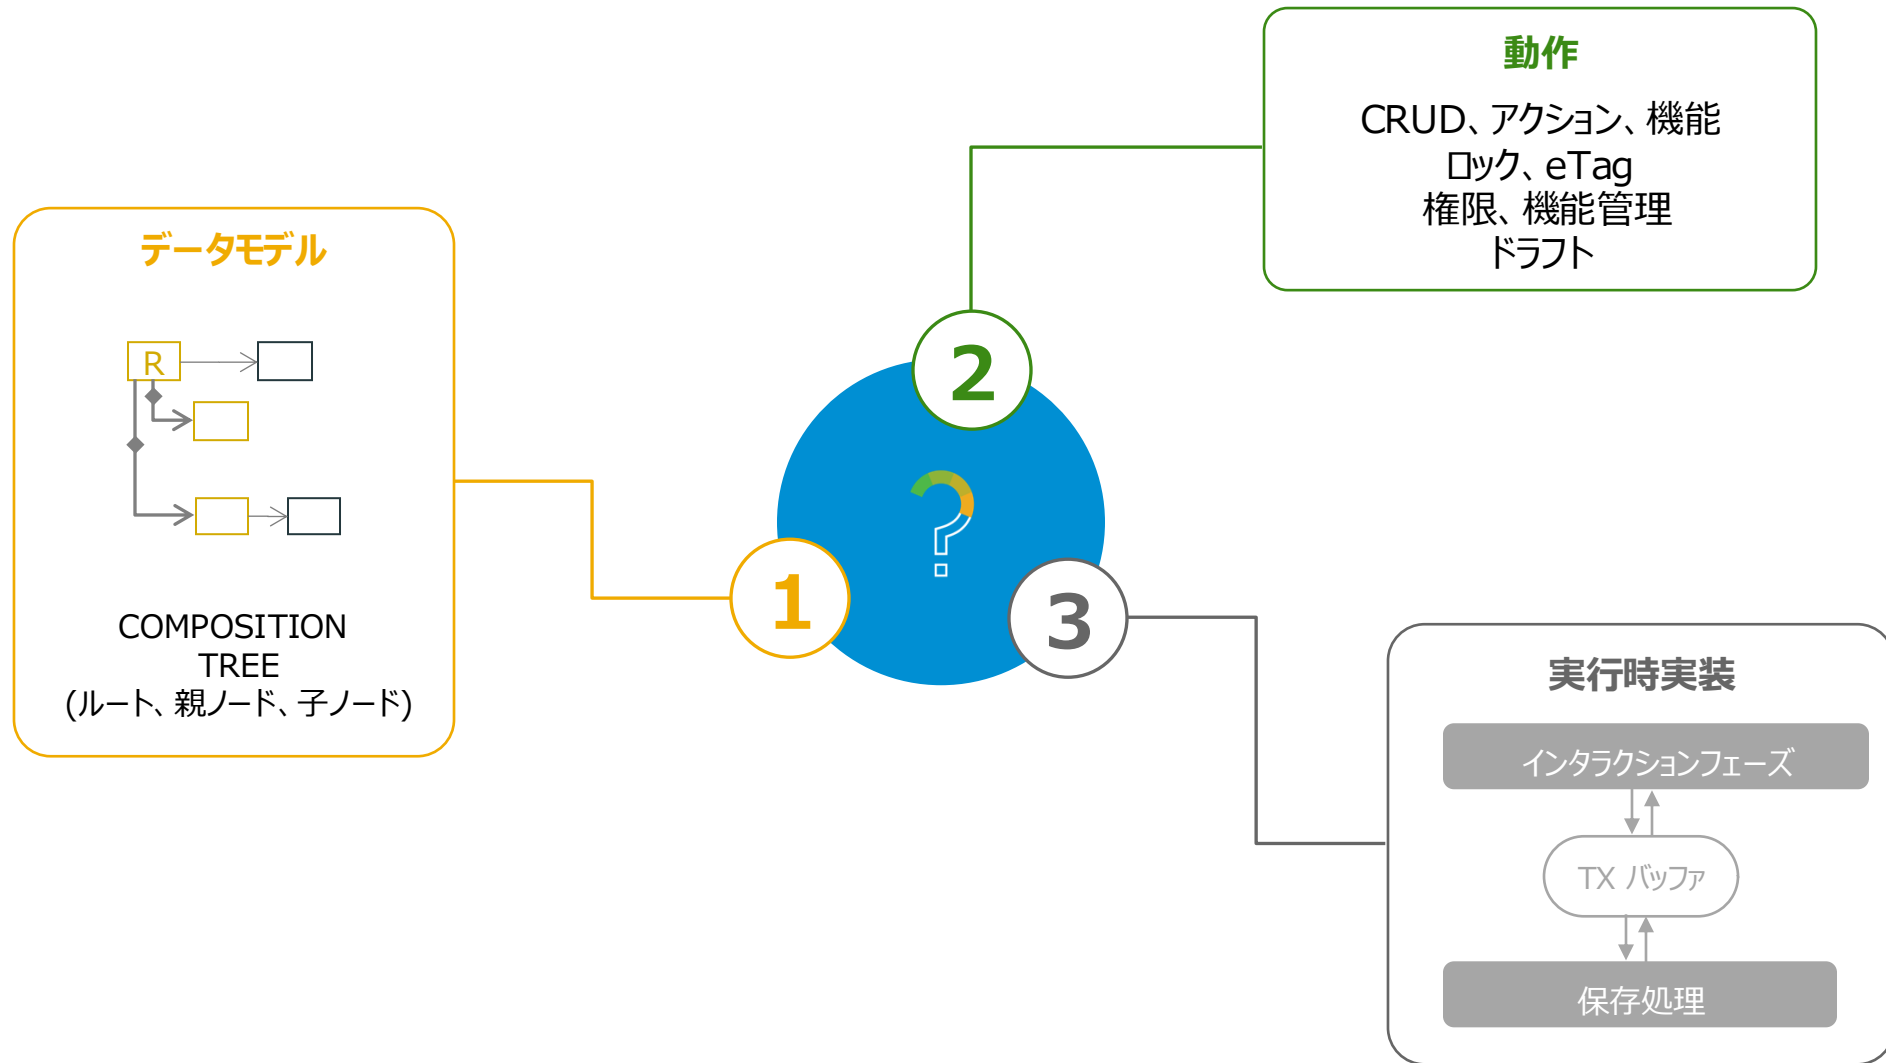 動作
CRUD、アクション、機能
ロック、eTag
権限、機能管理
ドラフト
データモデル
R
COMPOSITION
TREE
(ルート、親ノード、子ノード)
2
?
1
3
実行時実装
インタラクションフェーズ
TX バッファ
保存処理